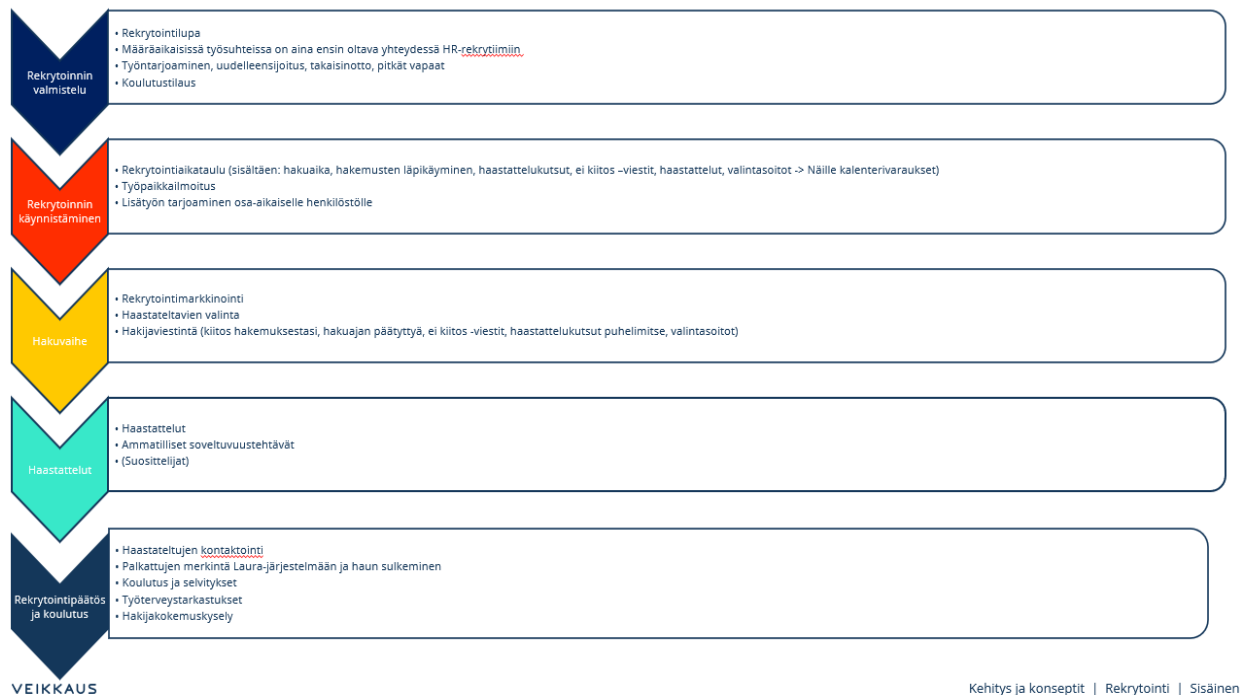 Rekrytoinnin
valmistelu
• Rekrytointilupa
• Määräaikaisissä työsuhteissa on aina ensin oltava yhteydessä HR-rekrytiimiin
• Työntarjoaminen, uudelleensijoitus, takaisinotto, pitkät vapaat
• Koulutustilaus
Rekrytoinnin
käynnistäminen
• Rekrytointiaikataulu (sisältäen: hakuaika, hakemusten läpikäyminen, haastattelukutsut, ei kiitos –viestit, haastattelut, valintasoitot -> Näille kalenterivaraukset)
• Työpaikkailmoitus
• Lisätyön tarjoaminen osa-aikaiselle henkilöstölle
Hakuvaihe
• Rekrytointimarkkinointi
• Haastateltavien valinta
• Hakijaviestintä (kiitos hakemuksestasi, hakuajan päätyttyä, ei kiitos -viestit, haastattelukutsut puhelimitse, valintasoitot)
Haastattelut
• Haastattelut
• Ammatilliset soveltuvuustehtävät
• (Suosittelijat)
Rekrytointipäätös
ja koulutus
• Haastateltujen kontaktointi
• Palkattujen merkintä Laura-järjestelmään ja haun sulkeminen
• Koulutus ja selvitykset
• Työterveystarkastukset
• Hakijakokemuskysely
VEIKKAUS
Kehitys ja konseptit | Rekrytointi | Sisäinen